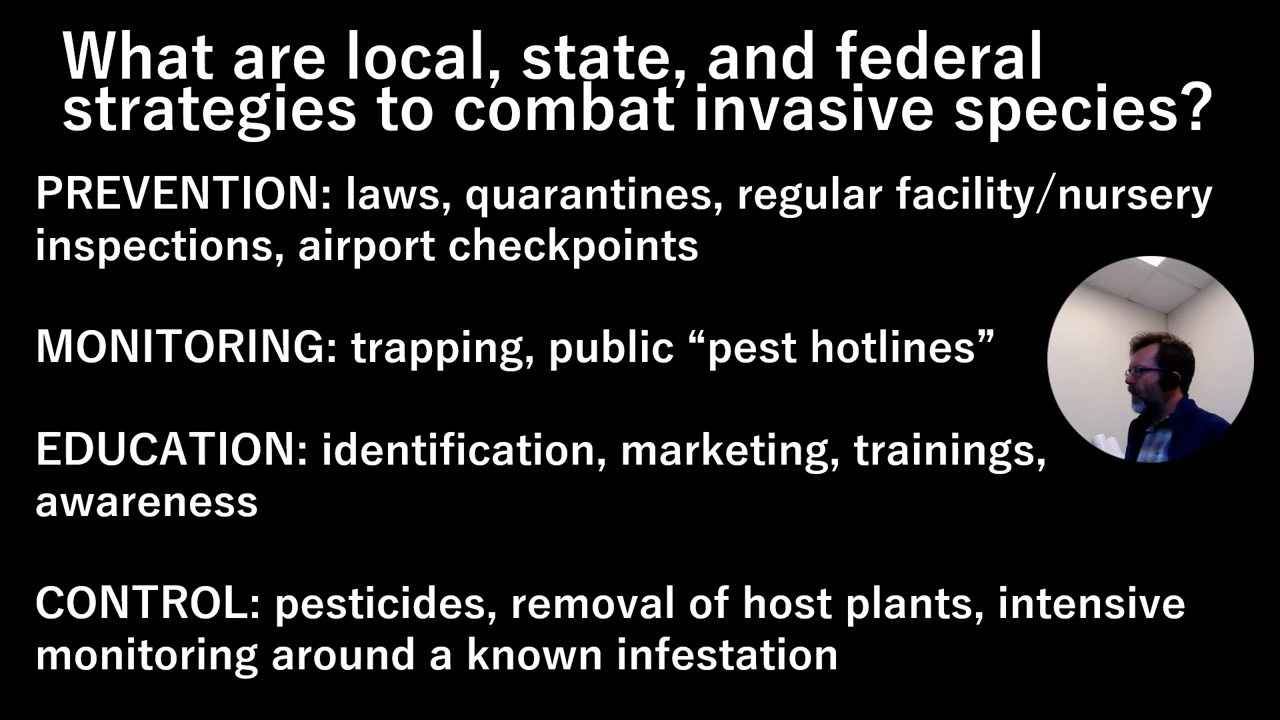 What are local, state, and federal
strategies to combat invasive species?
PREVENTION: laws, quarantines, regular facility/nursery
inspections, airport checkpoints
MONITORING: trapping, public “pest hotlines”
EDUCATION: identification, marketing, trainings,
awareness
CONTROL: pesticides, removal of host plants, intensive
monitoring around a known infestation